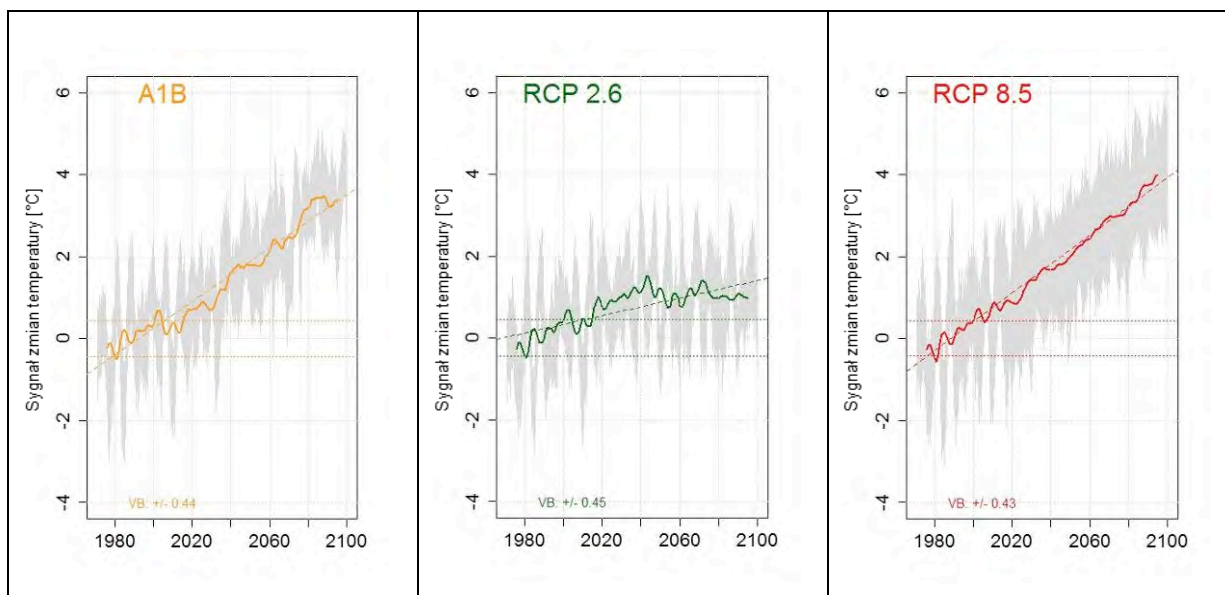 A1B
Sygnał zmian temperatury [°C]
6
4
2
0
-2
-4
VB: +/- 0.44
1980 2020 2060 2100
RCP 2.6
Sygnał zmian temperatury [°C]
6
4
2
0
-2
-4
VB: +/- 0.45
1980 2020 2060 2100
RCP 8.5
Sygnał zmian temperatury [°C]
6
4
2
0
-2
-4
VB: +/- 0.43
1980 2020 2060 2100